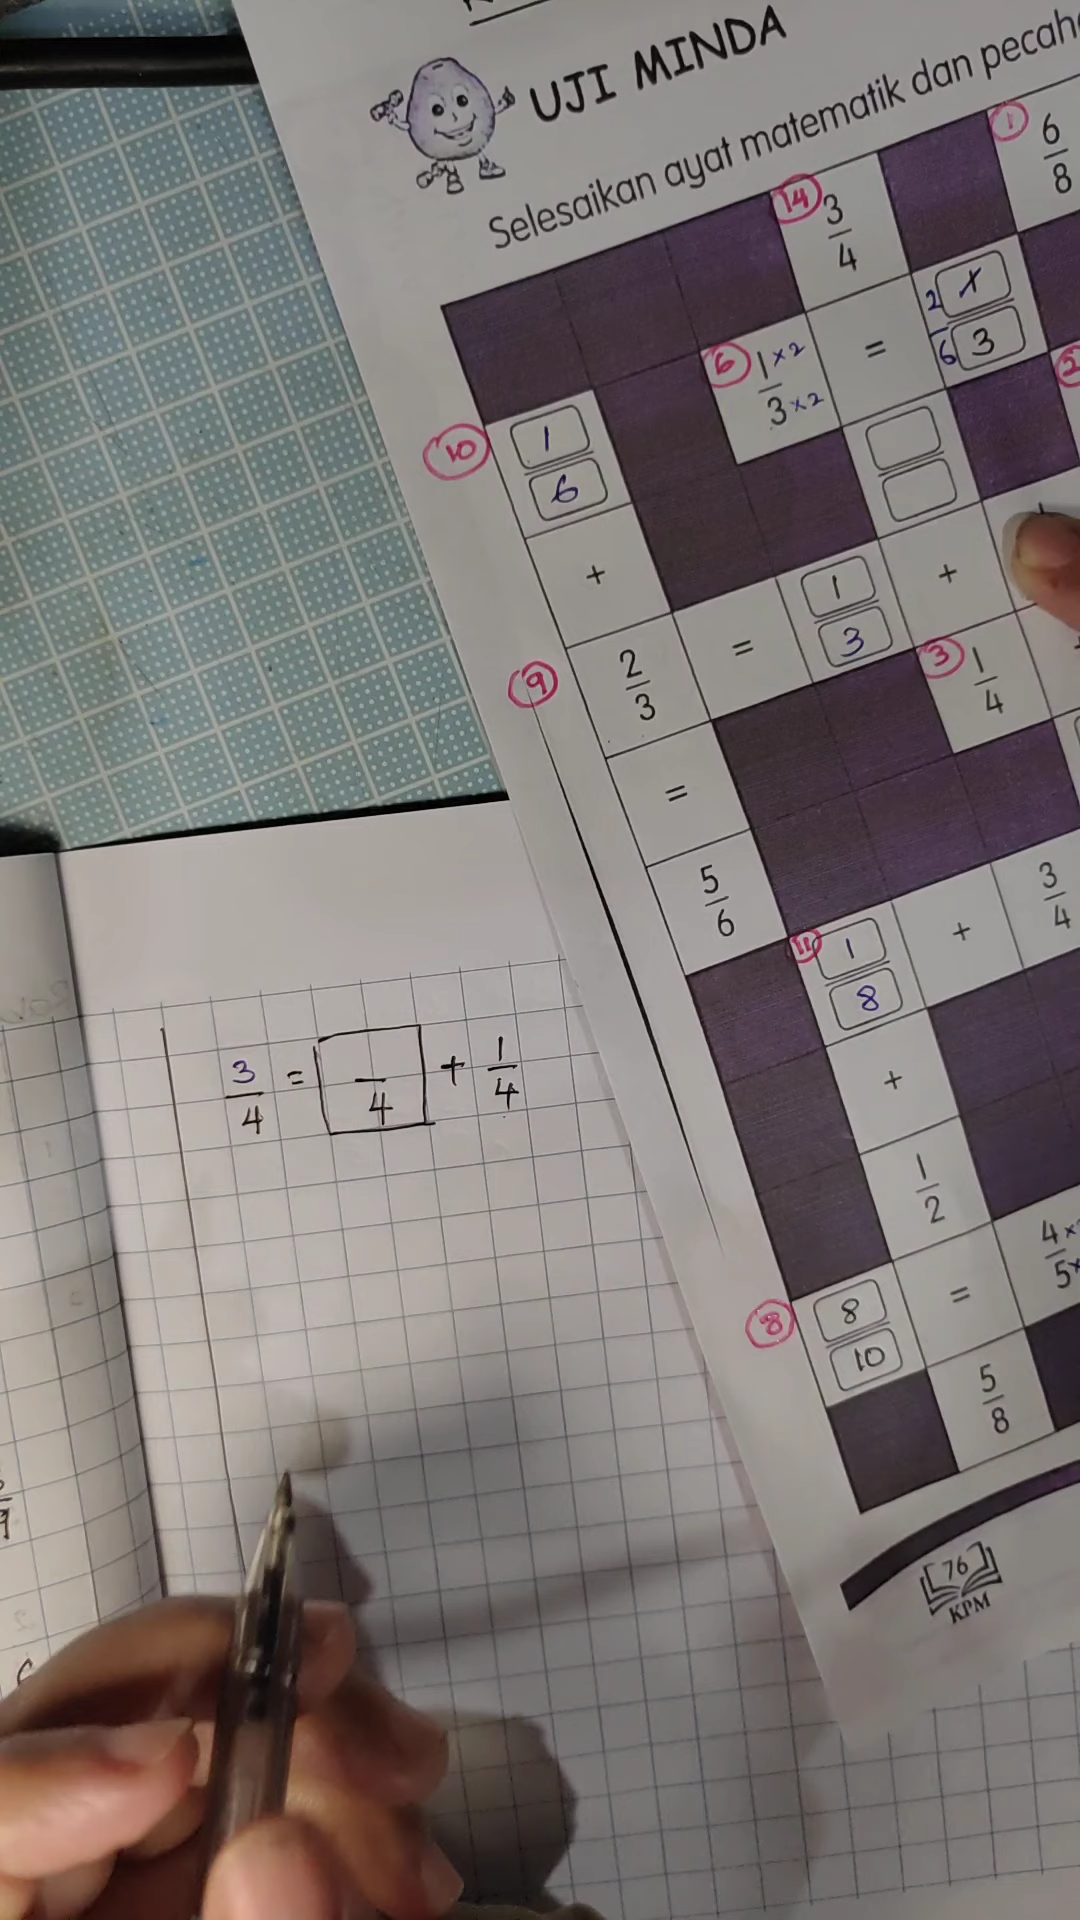 UJI MINDA
Selesaikan ayat matematik dan
14 3/4
1 6/8
6 1/3 ×2 ×2 = 2/6 3
10 1/6
+
9 2/3 = 1/3 +
3 1/4
=
5/6
11 1/8 + 3/4
+
1/2
8 8/10 = 4/5
5/8
76
KPM
3/4 = /4 + 1/4